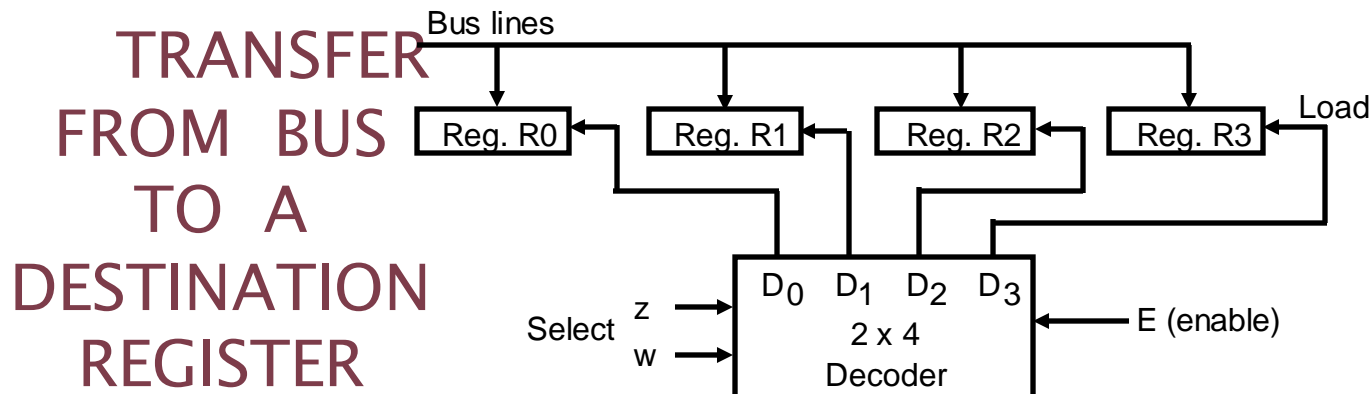 TRANSFER
FROM BUS
TO A
DESTINATION
REGISTER
Bus lines
Reg. R0
Reg. R1
Reg. R2
Reg. R3
Load
D0 D1 D2 D3
2 x 4
Decoder
Select
z
w
E (enable)